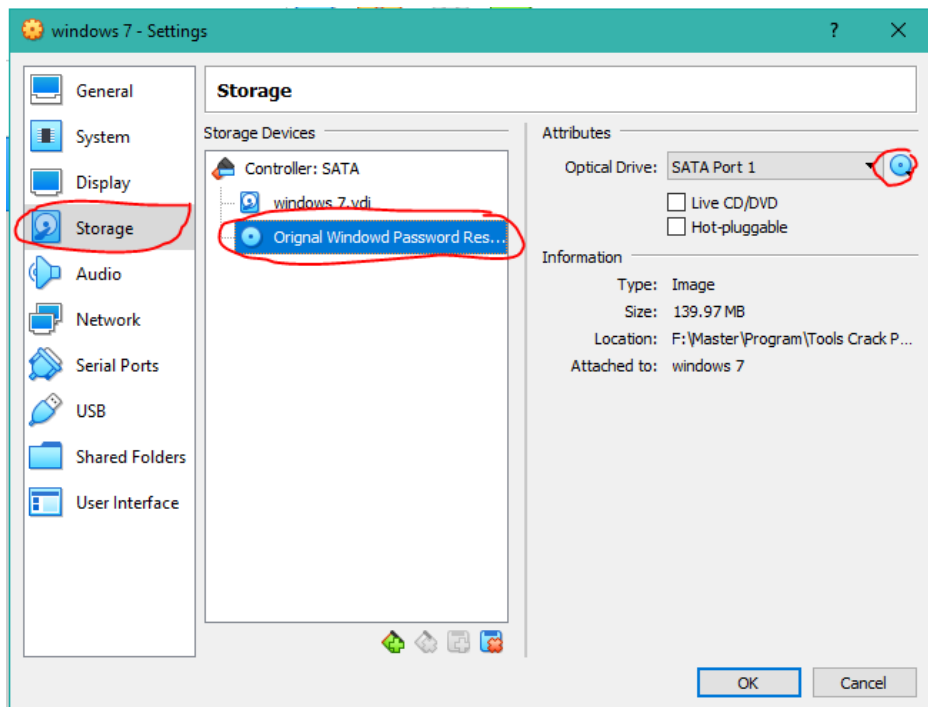 windows 7 - Settings
?
General
System
Display
Storage
Audio
Network
Serial Ports
USB
Shared Folders
User Interface
Storage
Storage Devices
Controller: SATA
windows 7.vdi
Orignal Windowd Password Res...
Attributes
Optical Drive: SATA Port 1
Live CD/DVD
Hot-pluggable
Information
Type: Image
Size: 139.97 MB
Location: F:\Master\Program\Tools Crack P...
Attached to: windows 7
OK Cancel